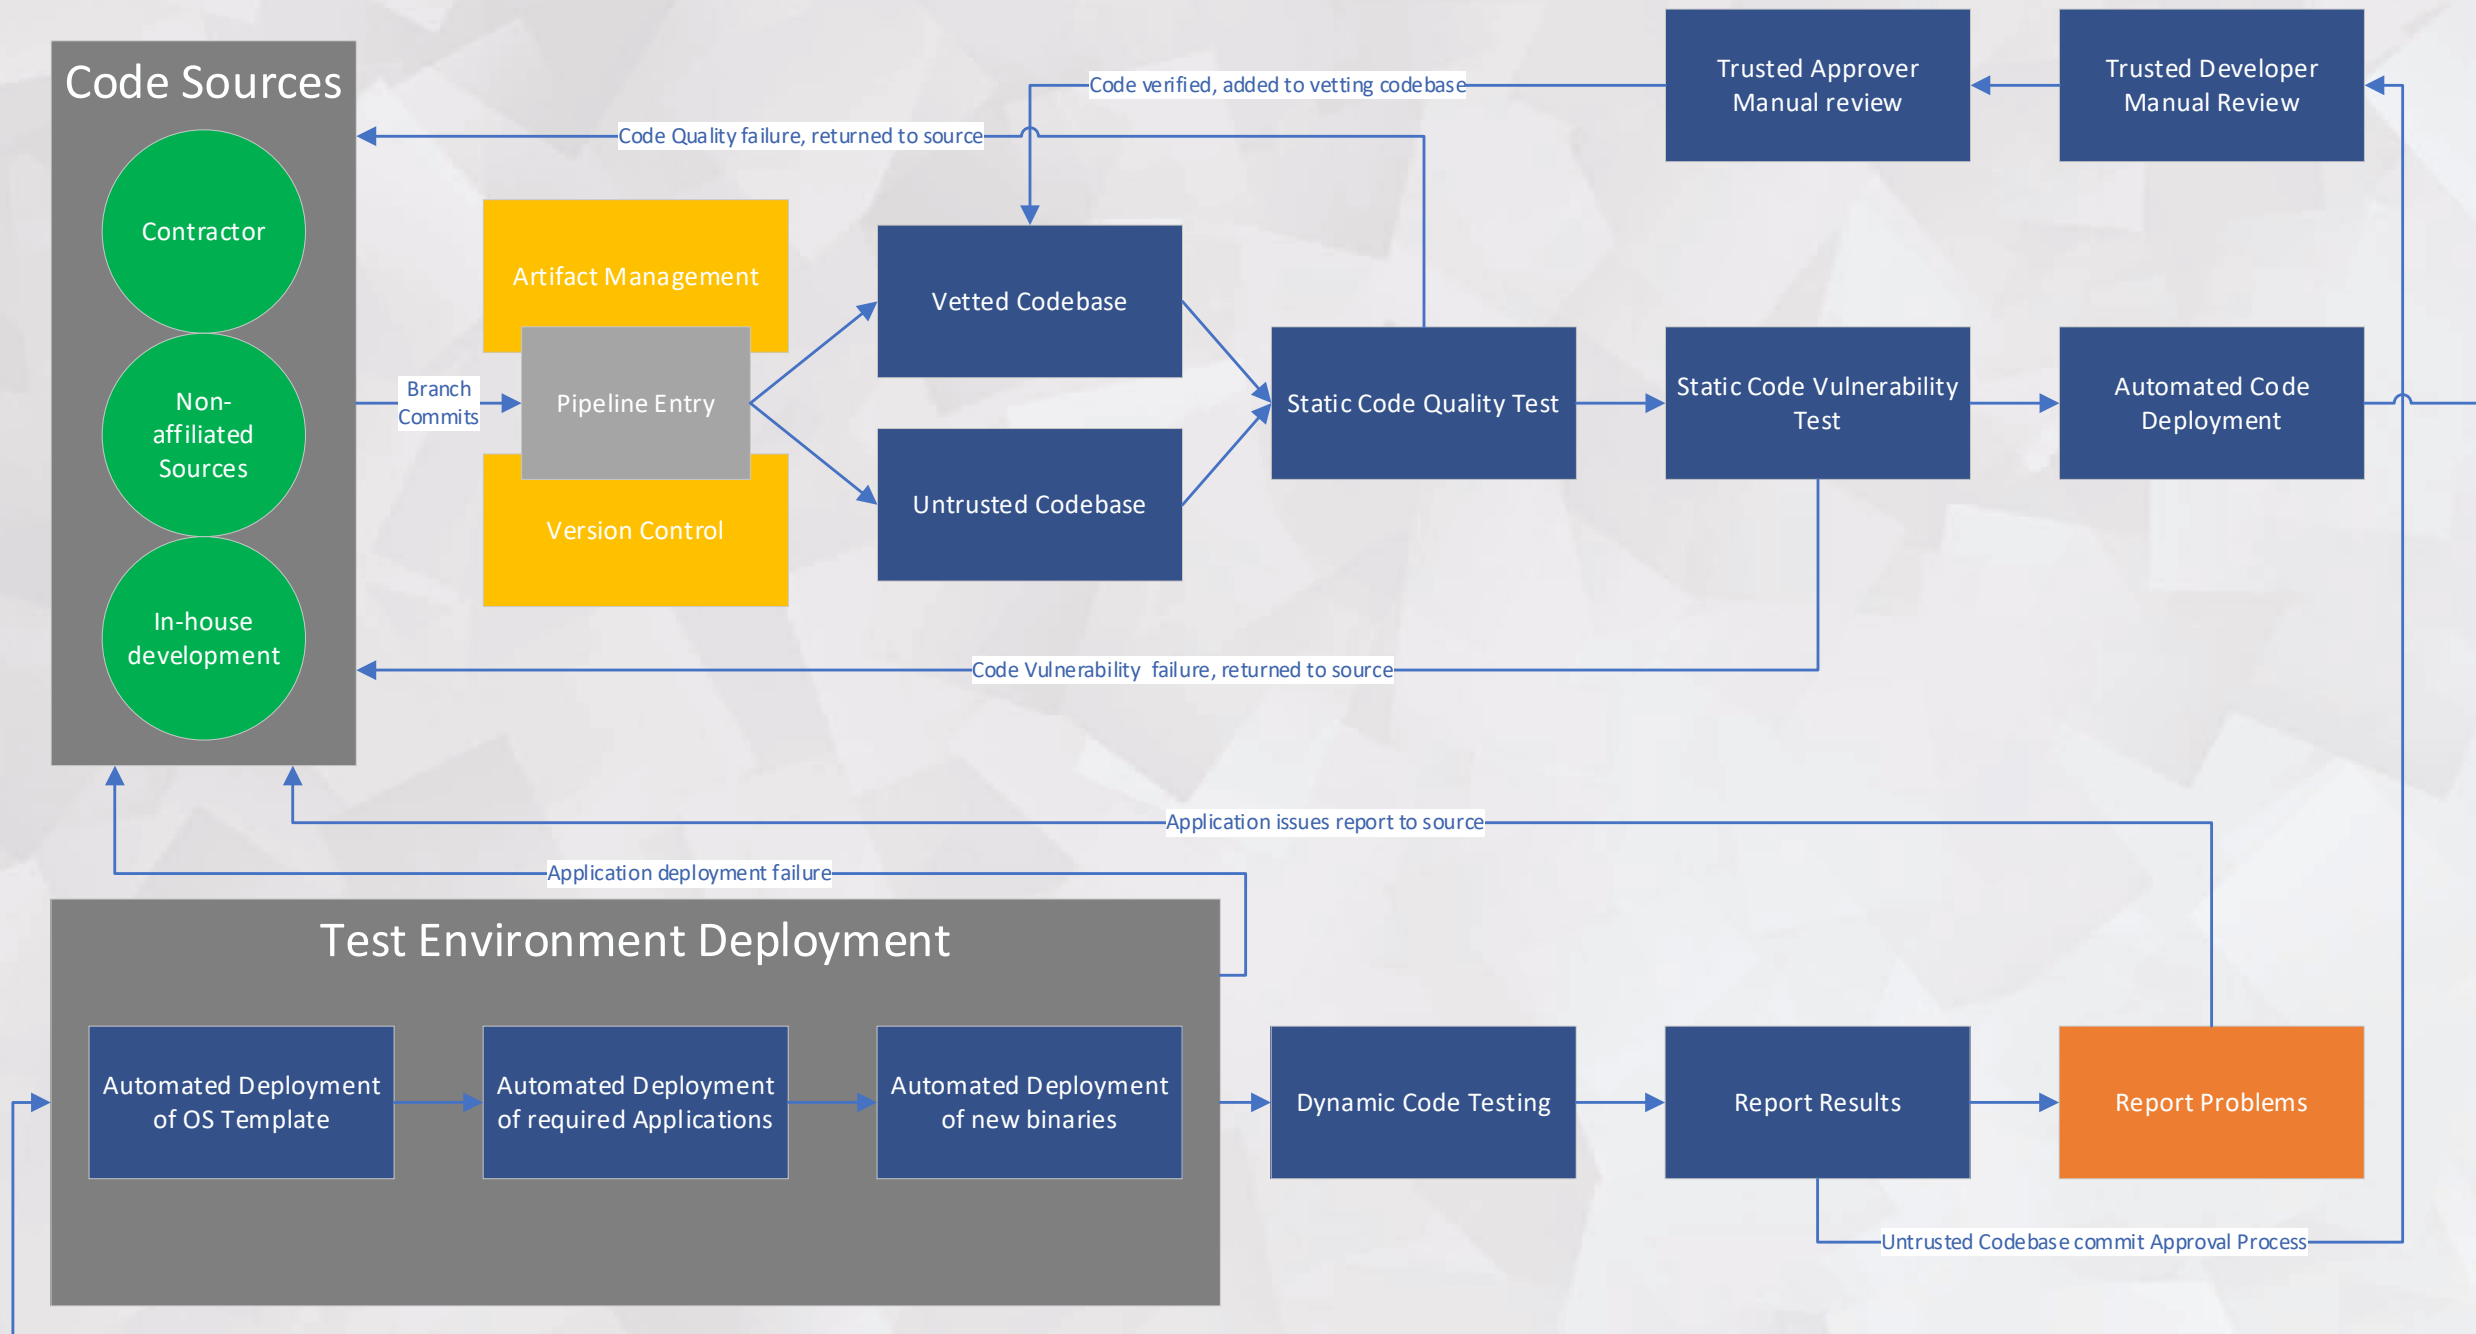 Code Sources
Contractor
Non-
affiliated
Sources
In-house
development
Branch
Commits
Artifact Management
Pipeline Entry
Version Control
Code verified, added to vetting codebase
Code Quality failure, returned to source
Vetted Codebase
Untrusted Codebase
Static Code Quality Test
Trusted Approver
Manual review
Trusted Developer
Manual Review
Static Code Vulnerability
Test
Automated Code
Deployment
Code Vulnerability  failure, returned to source
Application issues report to source
Application deployment failure
Test Environment Deployment
Automated Deployment
of OS Template
Automated Deployment
of required Applications
Automated Deployment
of new binaries
Dynamic Code Testing
Report Results
Report Problems
Untrusted Codebase commit Approval Process